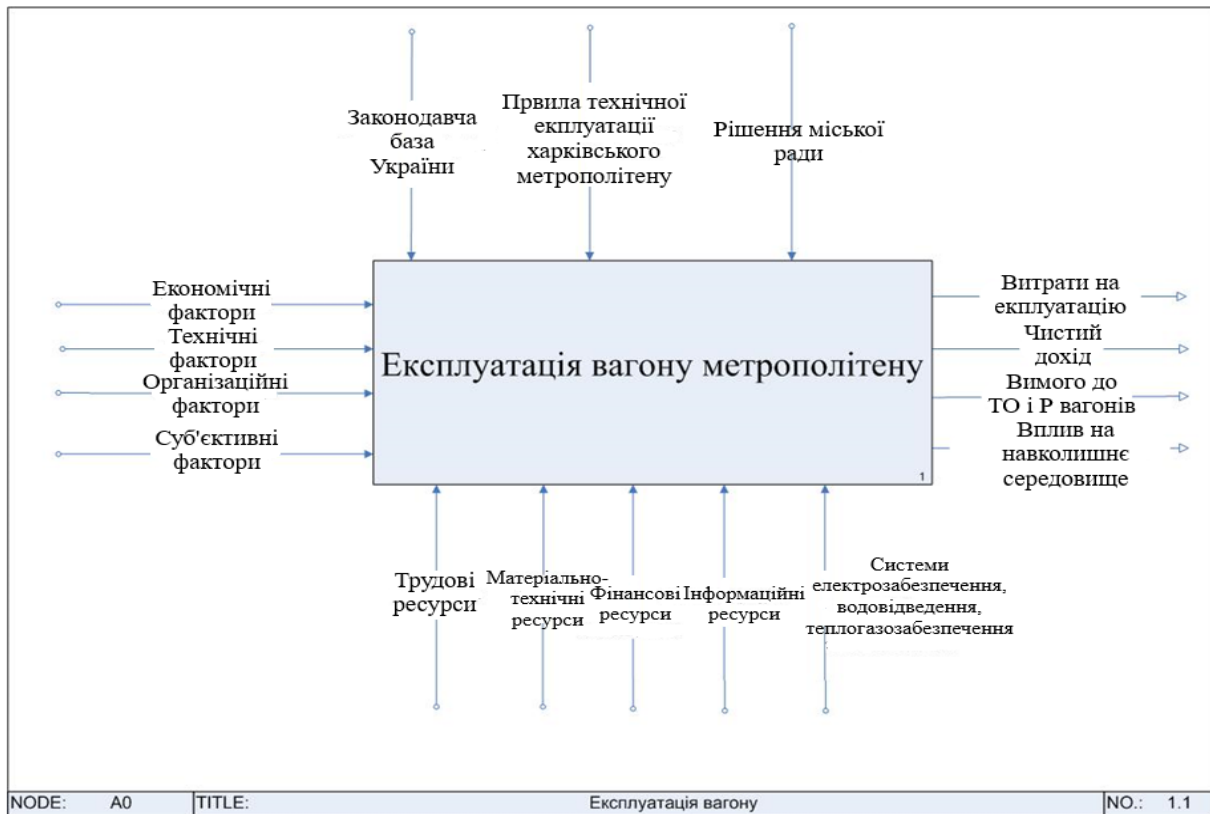 Законодавча
база
України
Првила технічної
екплуатації
харківського
метрополітену
Рішення міської
ради
Економічні
фактори
Технічні
фактори
Організаційні
фактори
Суб'єктивні
фактори
Експлуатація вагону метрополітену
1
Витрати на
екплуатацію
Чистий
дохід
Вимого до
ТО і Р вагонів
Вплив на
навколишнє
середовище
Трудові
ресурси
Матеріально-
технічні
ресурси
Фінансові
ресурси
Інформаційні
ресурси
Системи
електрозабезпечення,
водовідведення,
теплогазозабезпечення
NODE: A0 TITLE: Експлуатація вагону NO.: 1.1